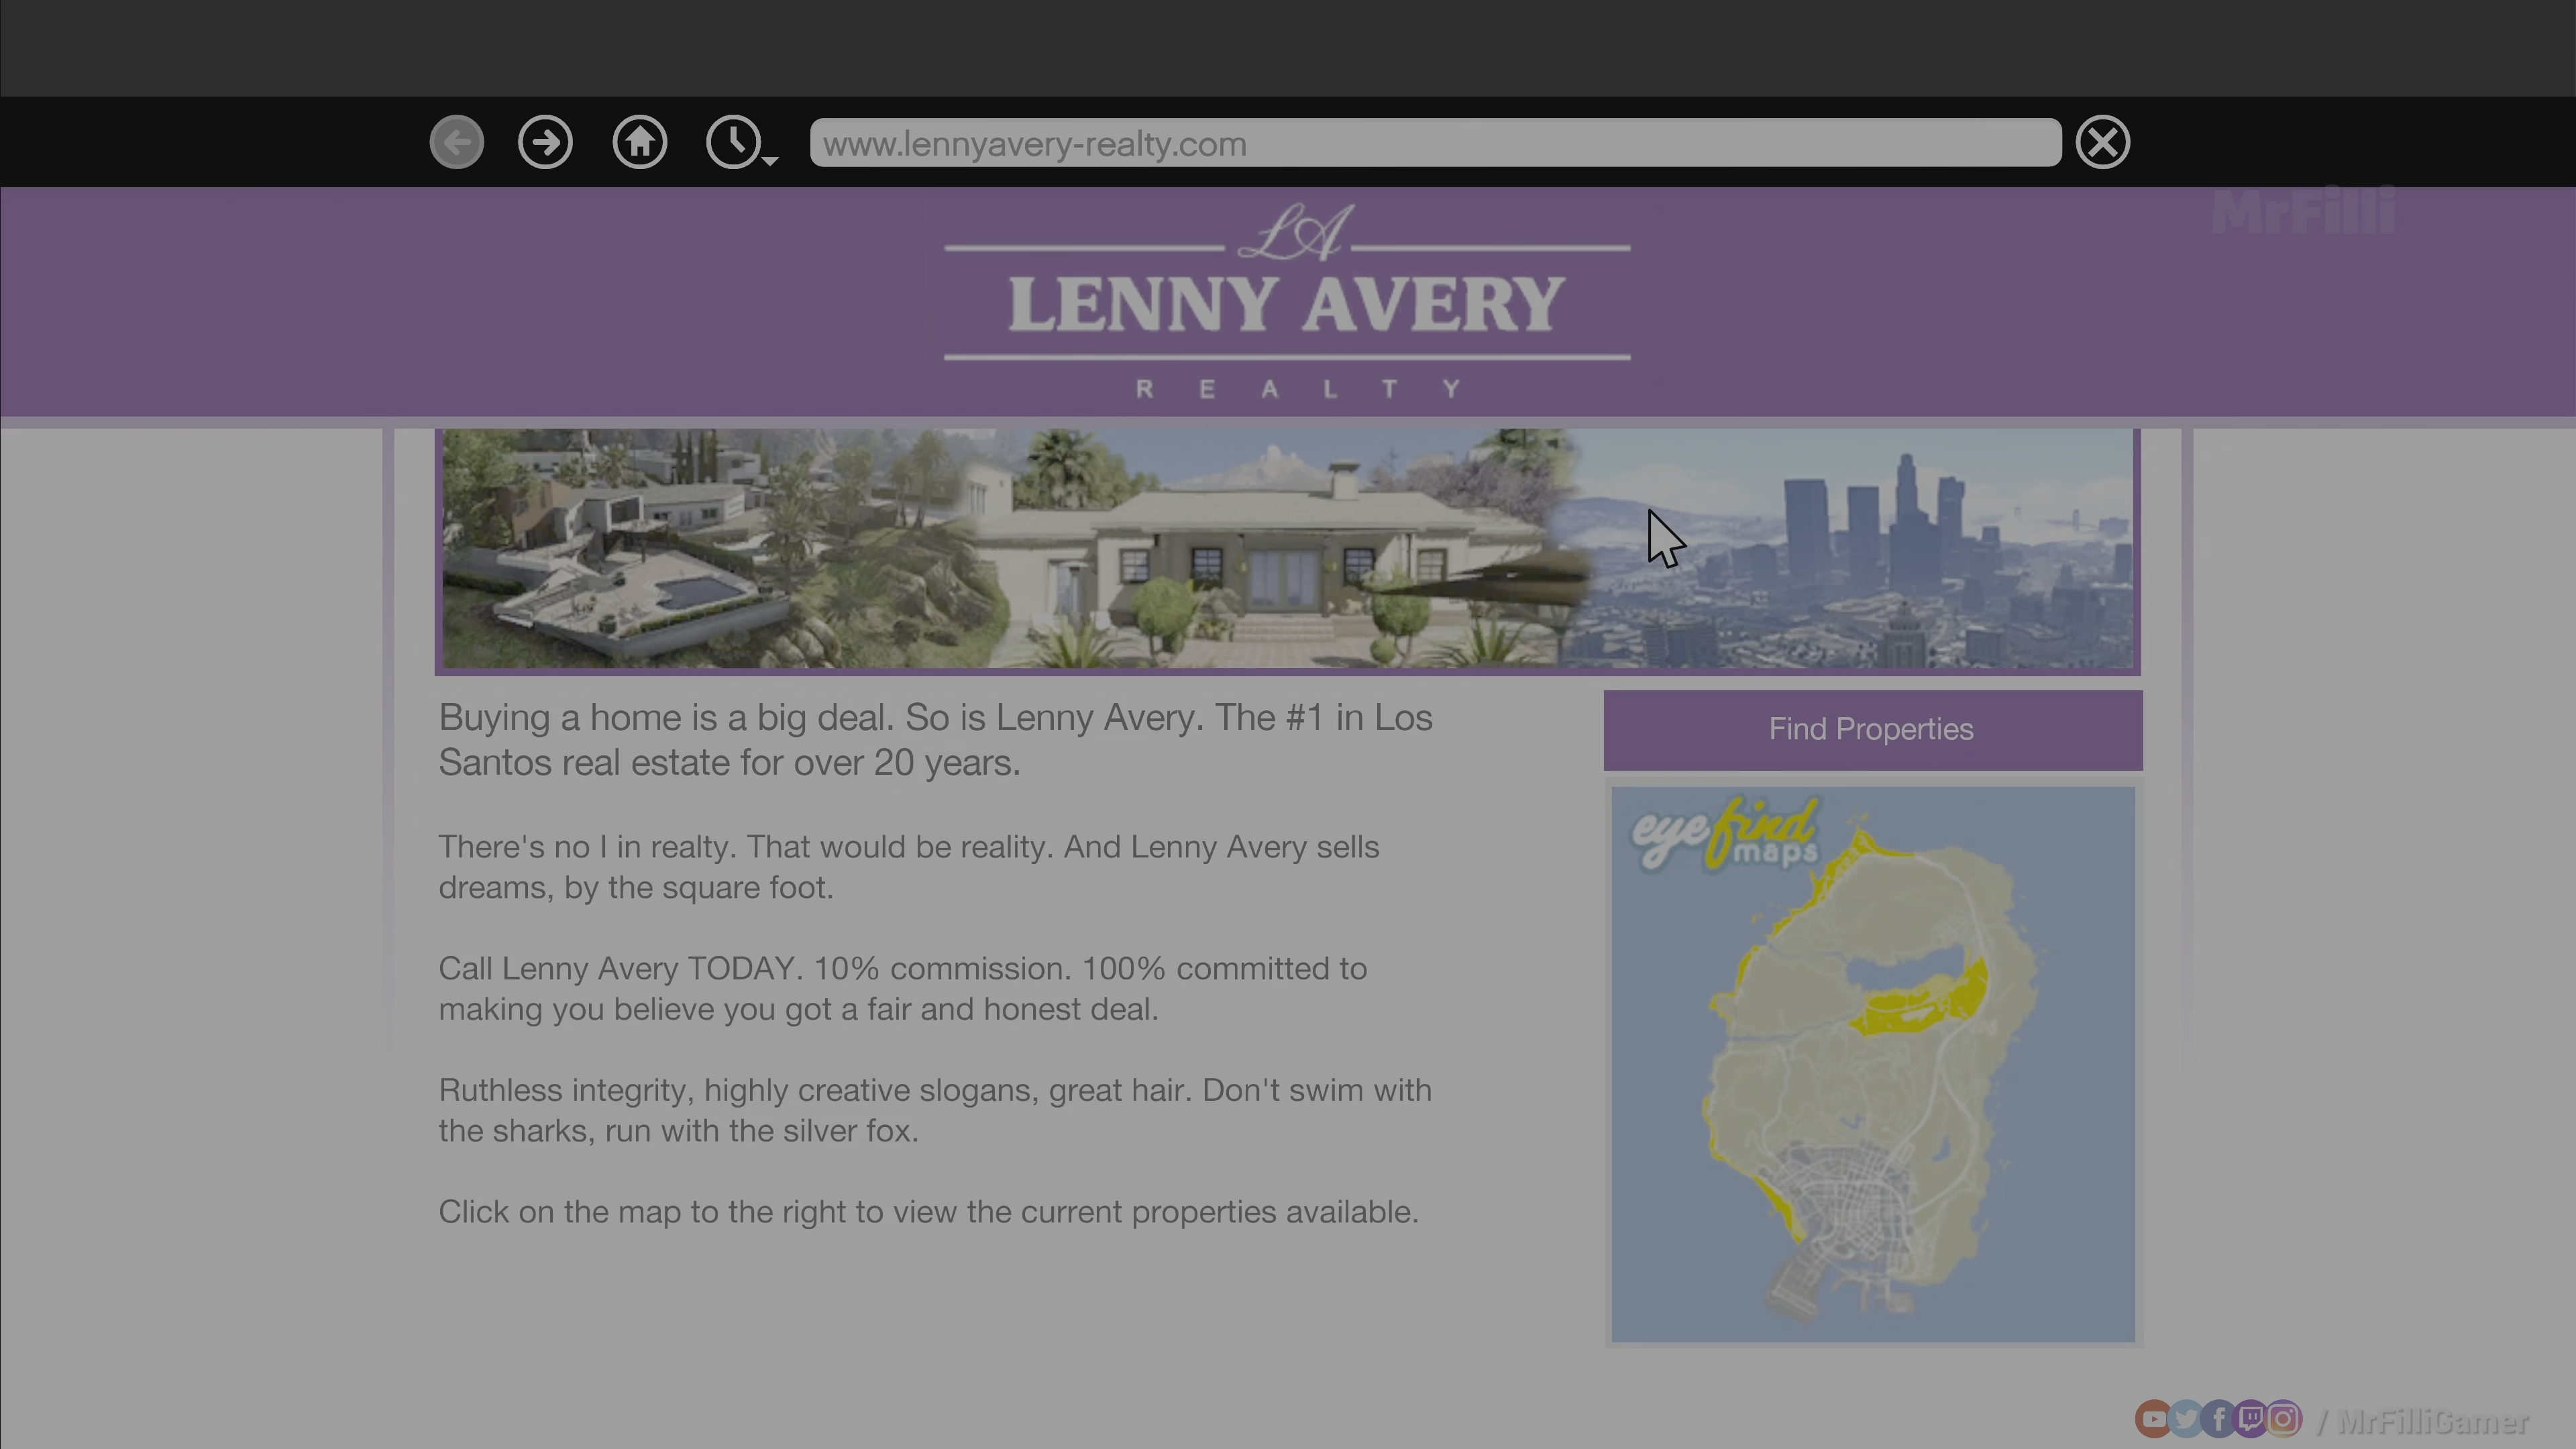 www.lennyavery-realty.com
MrFilli
LA
LENNY AVERY
REALTY
Buying a home is a big deal. So is Lenny Avery. The #1 in Los
Santos real estate for over 20 years.
Find Properties
eyefind
maps
There's no I in realty. That would be reality. And Lenny Avery sells
dreams, by the square foot.
Call Lenny Avery TODAY. 10% commission. 100% committed to
making you believe you got a fair and honest deal.
Ruthless integrity, highly creative slogans, great hair. Don't swim with
the sharks, run with the silver fox.
Click on the map to the right to view the current properties available.
/ MrFilliGamer